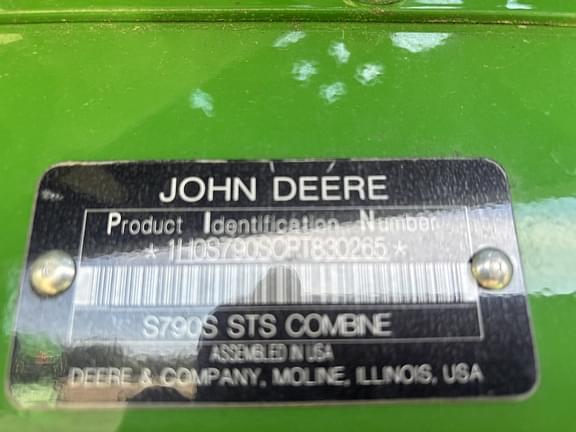 JOHN DEERE
Product Identification Number
* 1H0S790SCPT830265 *
S790S STS COMBINE
ASSEMBLED IN USA
DEERE & COMPANY, MOLINE, ILLINOIS, USA